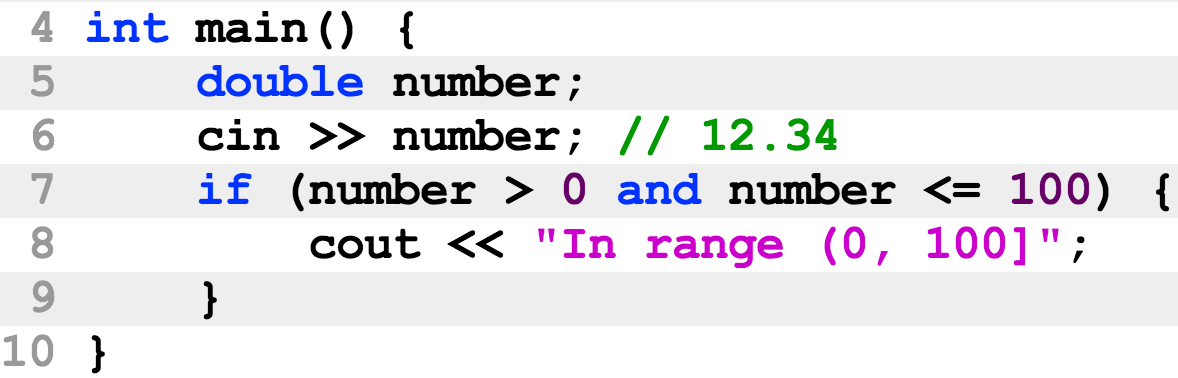 4 int main() {
5     double number;
6     cin >> number; // 12.34
7     if (number > 0 and number <= 100) {
8         cout << "In range (0, 100]";
9     }
10 }